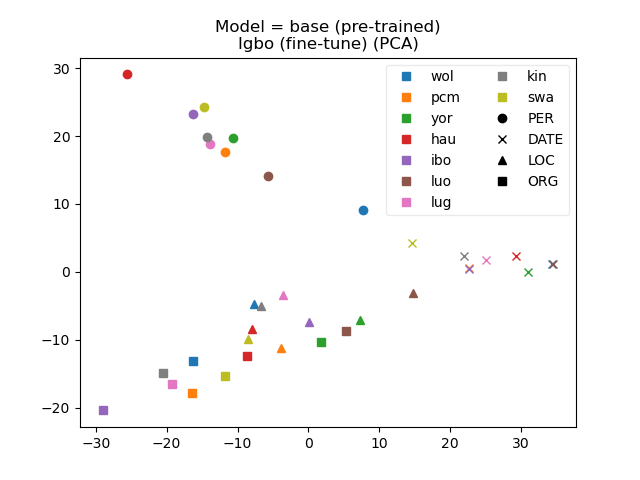 Model = base (pre-trained)
Igbo (fine-tune) (PCA)
30
20
10
0
−10
−20
−30
−20
−10
0
10
20
30
wol
pcm
yor
hau
ibo
luo
lug
kin
swa
PER
DATE
LOC
ORG